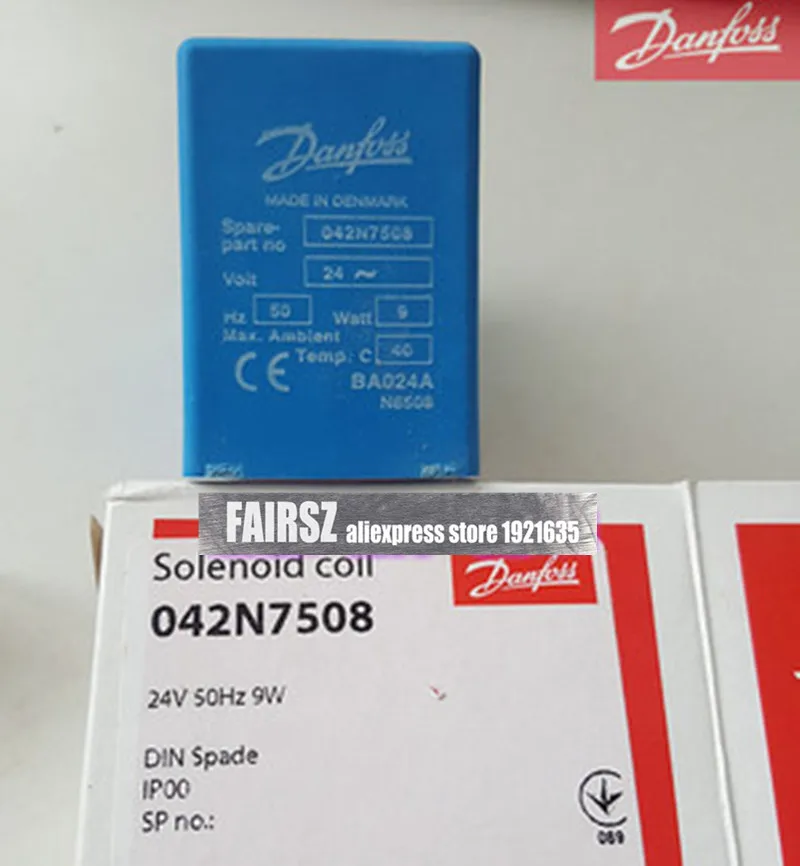 Danfoss
Danfoss
MADE IN DENMARK
Spare-
part no 042N7508
Volt 24 ~
Hz 50 Watt 9
Max. Ambient
Temp. C 40
CE BA024A
N6508
FAIRSZ aliexpress store 1921635
Solenoid coil
Danfoss
042N7508
24V 50Hz 9W
DIN Spade
IP00
SP no.:
089